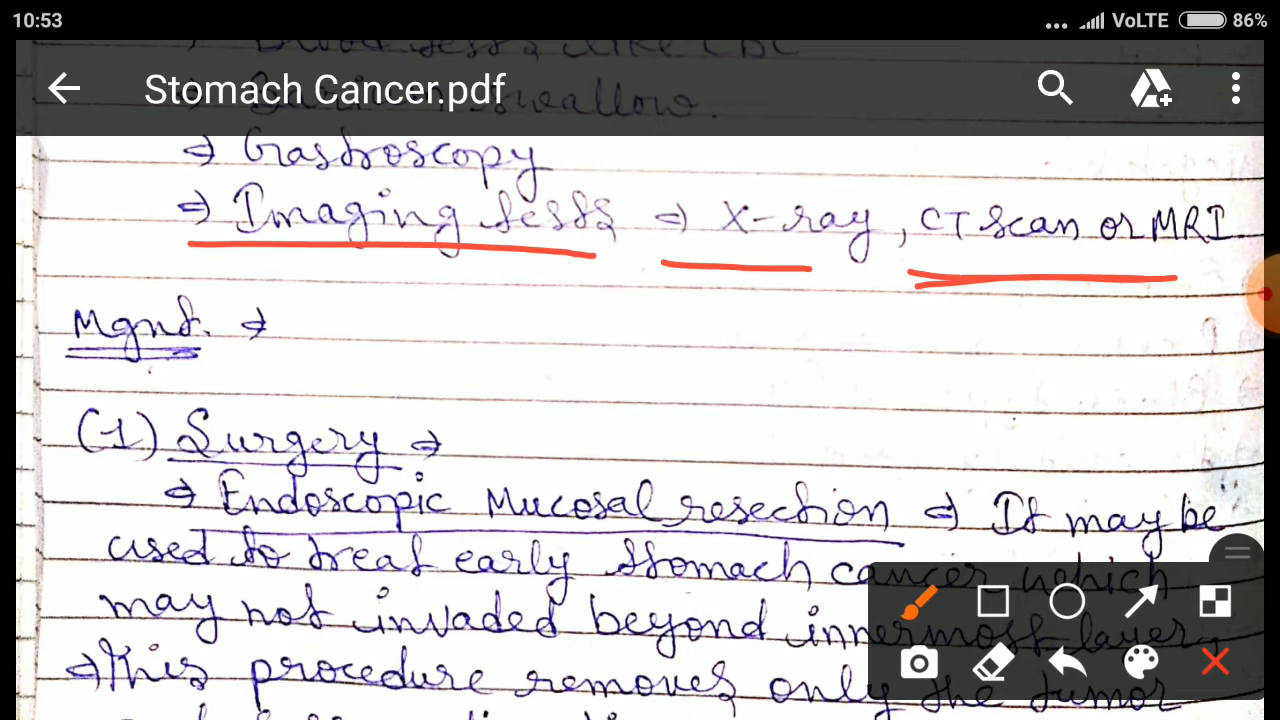 10:53
VoLTE 86%
Stomach Cancer.pdf
swallow.
⇒ Gastroscopy
⇒ Imaging tests ⇒ X-ray, CT scan or MRI
Mgnt. ⇒
(1) Surgery ⇒
⇒ Endoscopic Mucosal resection ⇒ It may be
used to treat early stomach cancer which
may not invaded beyond innermost layer.
⇒ This procedure removes only the tumor